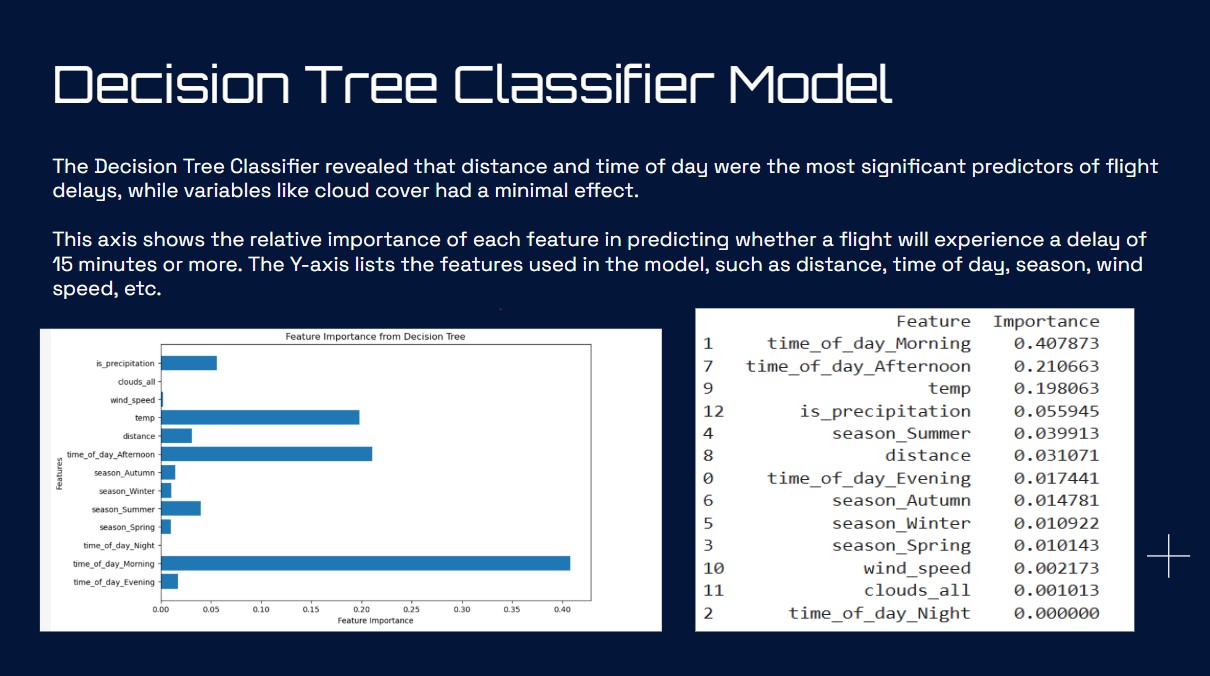 Decision Tree Classifier Model
The Decision Tree Classifier revealed that distance and time of day were the most significant predictors of flight
delays, while variables like cloud cover had a minimal effect.
This axis shows the relative importance of each feature in predicting whether a flight will experience a delay of
15 minutes or more. The Y-axis lists the features used in the model, such as distance, time of day, season, wind
speed, etc.
Feature Importance from Decision Tree
Features
is_precipitation
clouds_all
wind_speed
temp
distance
time_of_day_Afternoon
season_Autumn
season_Winter
season_Summer
season_Spring
time_of_day_Night
time_of_day_Morning
time_of_day_Evening
0.00 0.05 0.10 0.15 0.20 0.25 0.30 0.35 0.40
Feature Importance
Feature Importance
1 time_of_day_Morning 0.407873
7 time_of_day_Afternoon 0.210663
9 temp 0.198063
12 is_precipitation 0.055945
4 season_Summer 0.039913
8 distance 0.031071
0 time_of_day_Evening 0.017441
6 season_Autumn 0.014781
5 season_Winter 0.010922
3 season_Spring 0.010143
10 wind_speed 0.002173
11 clouds_all 0.001013
2 time_of_day_Night 0.000000